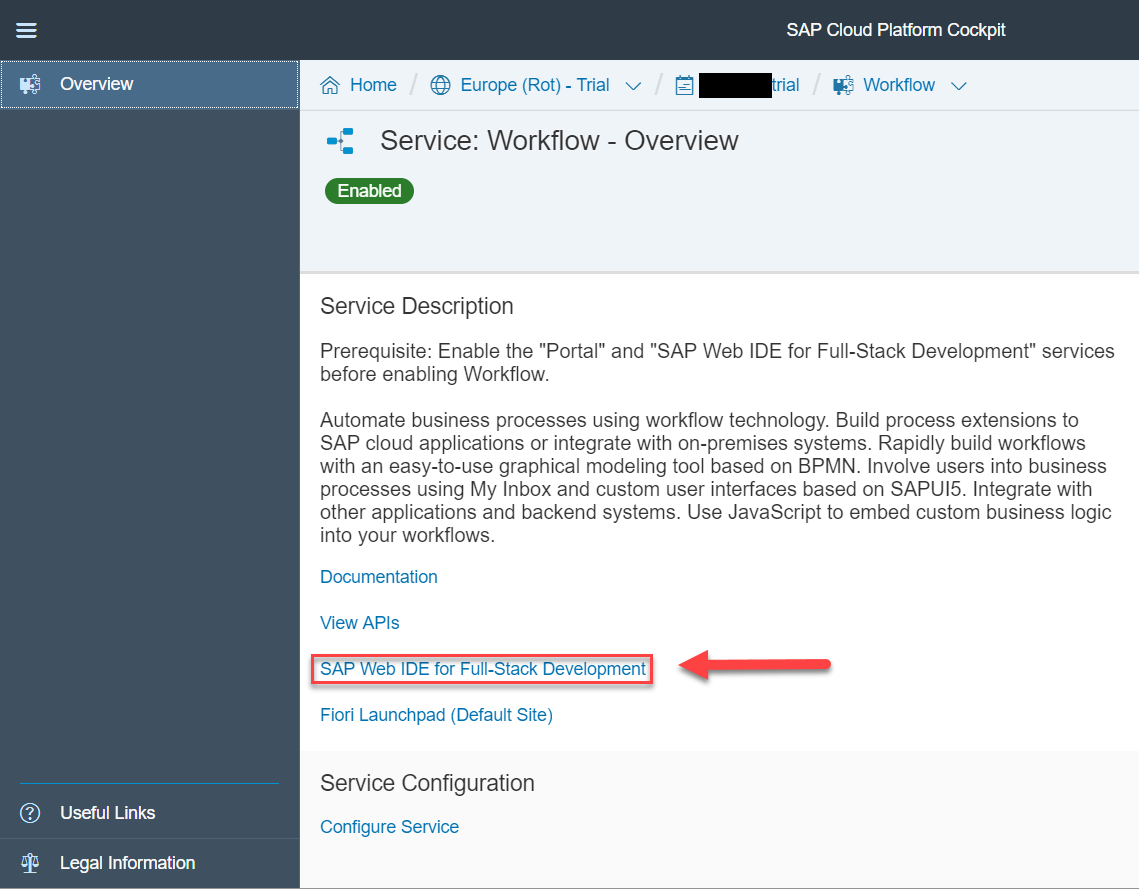 SAP Cloud Platform Cockpit
Overview
Home / Europe (Rot) - Trial / trial / Workflow
Service: Workflow - Overview
Enabled
Service Description
Prerequisite: Enable the "Portal" and "SAP Web IDE for Full-Stack Development" services
before enabling Workflow.
Automate business processes using workflow technology. Build process extensions to
SAP cloud applications or integrate with on-premises systems. Rapidly build workflows
with an easy-to-use graphical modeling tool based on BPMN. Involve users into business
processes using My Inbox and custom user interfaces based on SAPUI5. Integrate with
other applications and backend systems. Use JavaScript to embed custom business logic
into your workflows.
Documentation
View APIs
SAP Web IDE for Full-Stack Development
Fiori Launchpad (Default Site)
Service Configuration
Configure Service
Useful Links
Legal Information